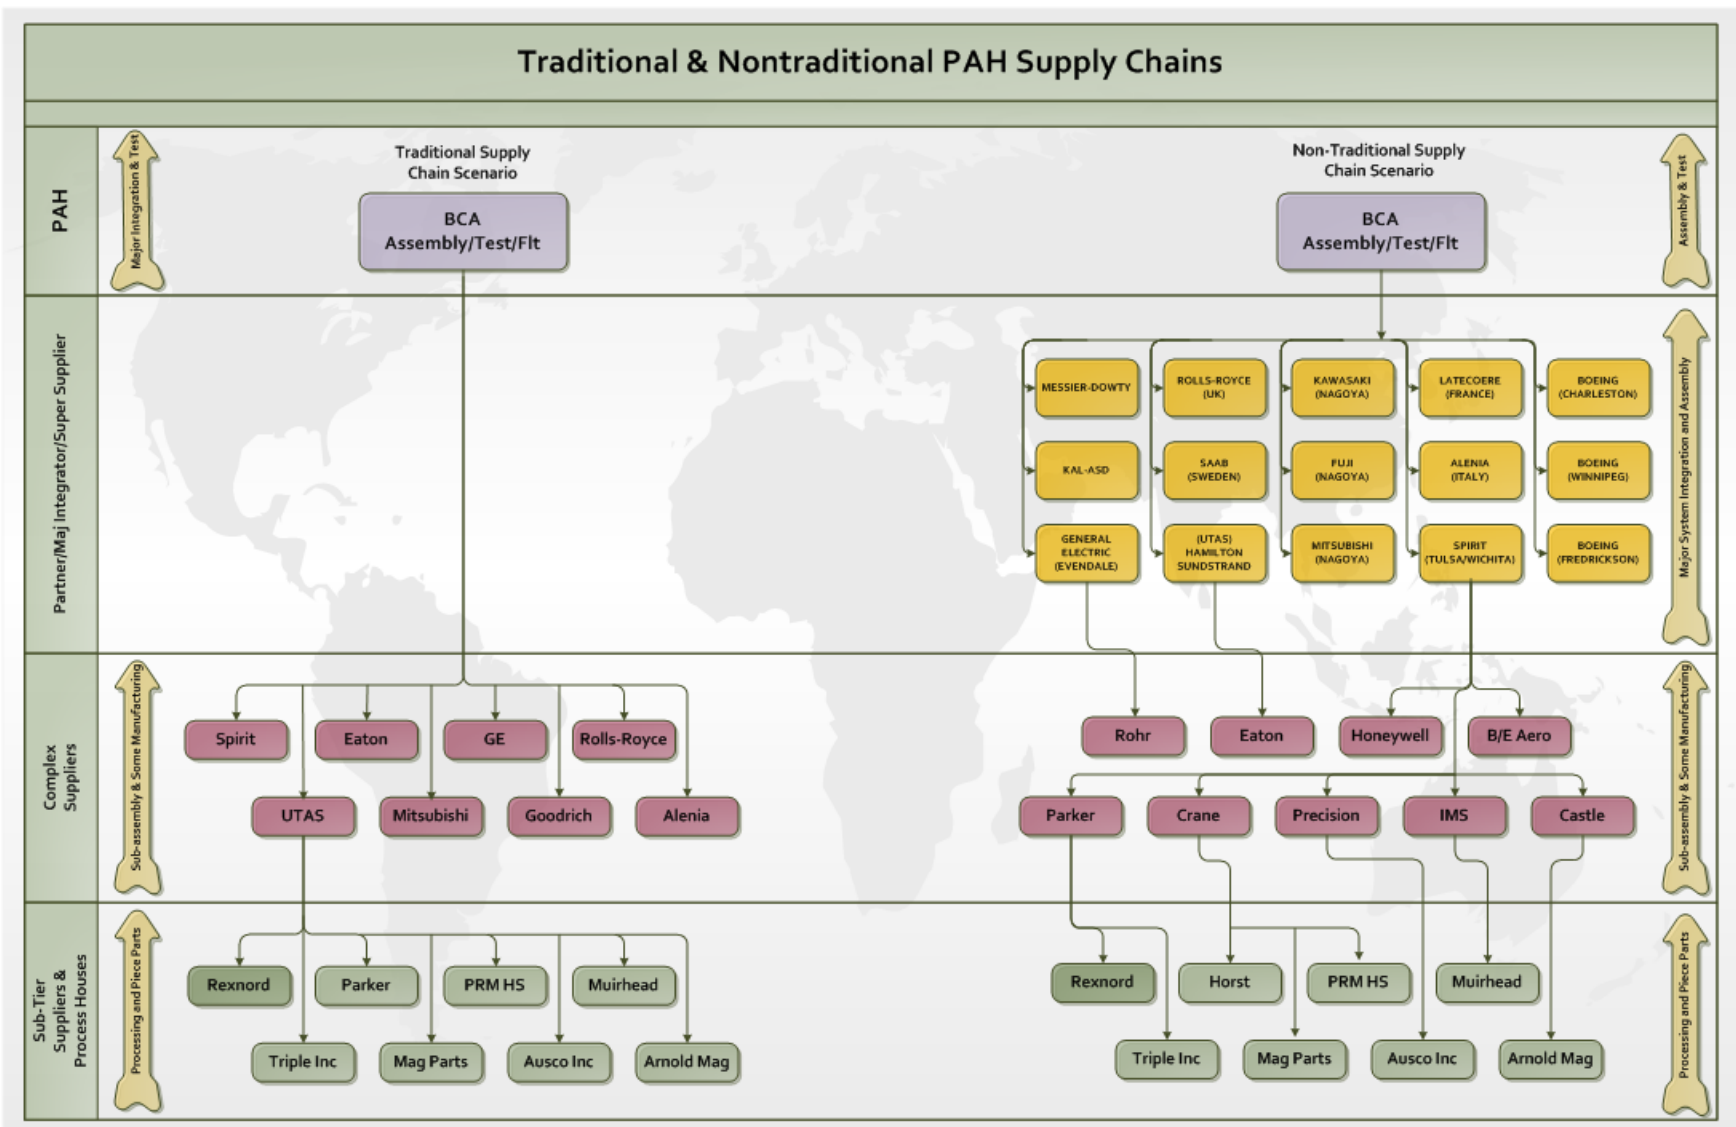 Traditional & Nontraditional PAH Supply Chains
PAH
Major Integration & Test
Traditional Supply
Chain Scenario
BCA
Assembly/Test/Flt
Non-Traditional Supply
Chain Scenario
BCA
Assembly/Test/Flt
Assembly & Test
Partner/Maj Integrator/Super Supplier
MESSIER-DOWTY
ROLLS-ROYCE
(UK)
KAWASAKI
(NAGOYA)
LATECOERE
(FRANCE)
BOEING
(CHARLESTON)
KAL-ASD
SAAB
(SWEDEN)
FUJI
(NAGOYA)
ALENIA
(ITALY)
BOEING
(WINNIPEG)
GENERAL
ELECTRIC
(EVENDALE)
(UTAS)
HAMILTON
SUNDSTRAND
MITSUBISHI
(NAGOYA)
SPIRIT
(TULSA/WICHITA)
BOEING
(FREDRICKSON)
Major System Integration and Assembly
Complex
Suppliers
Sub-assembly & Some Manufacturing
Spirit
Eaton
GE
Rolls-Royce
UTAS
Mitsubishi
Goodrich
Alenia
Rohr
Eaton
Honeywell
B/E Aero
Parker
Crane
Precision
IMS
Castle
Sub-assembly & Some Manufacturing
Sub-Tier
Suppliers &
Process Houses
Processing and Piece Parts
Rexnord
Parker
PRM HS
Muirhead
Triple Inc
Mag Parts
Ausco Inc
Arnold Mag
Rexnord
Horst
PRM HS
Muirhead
Triple Inc
Mag Parts
Ausco Inc
Arnold Mag
Processing and Piece Parts